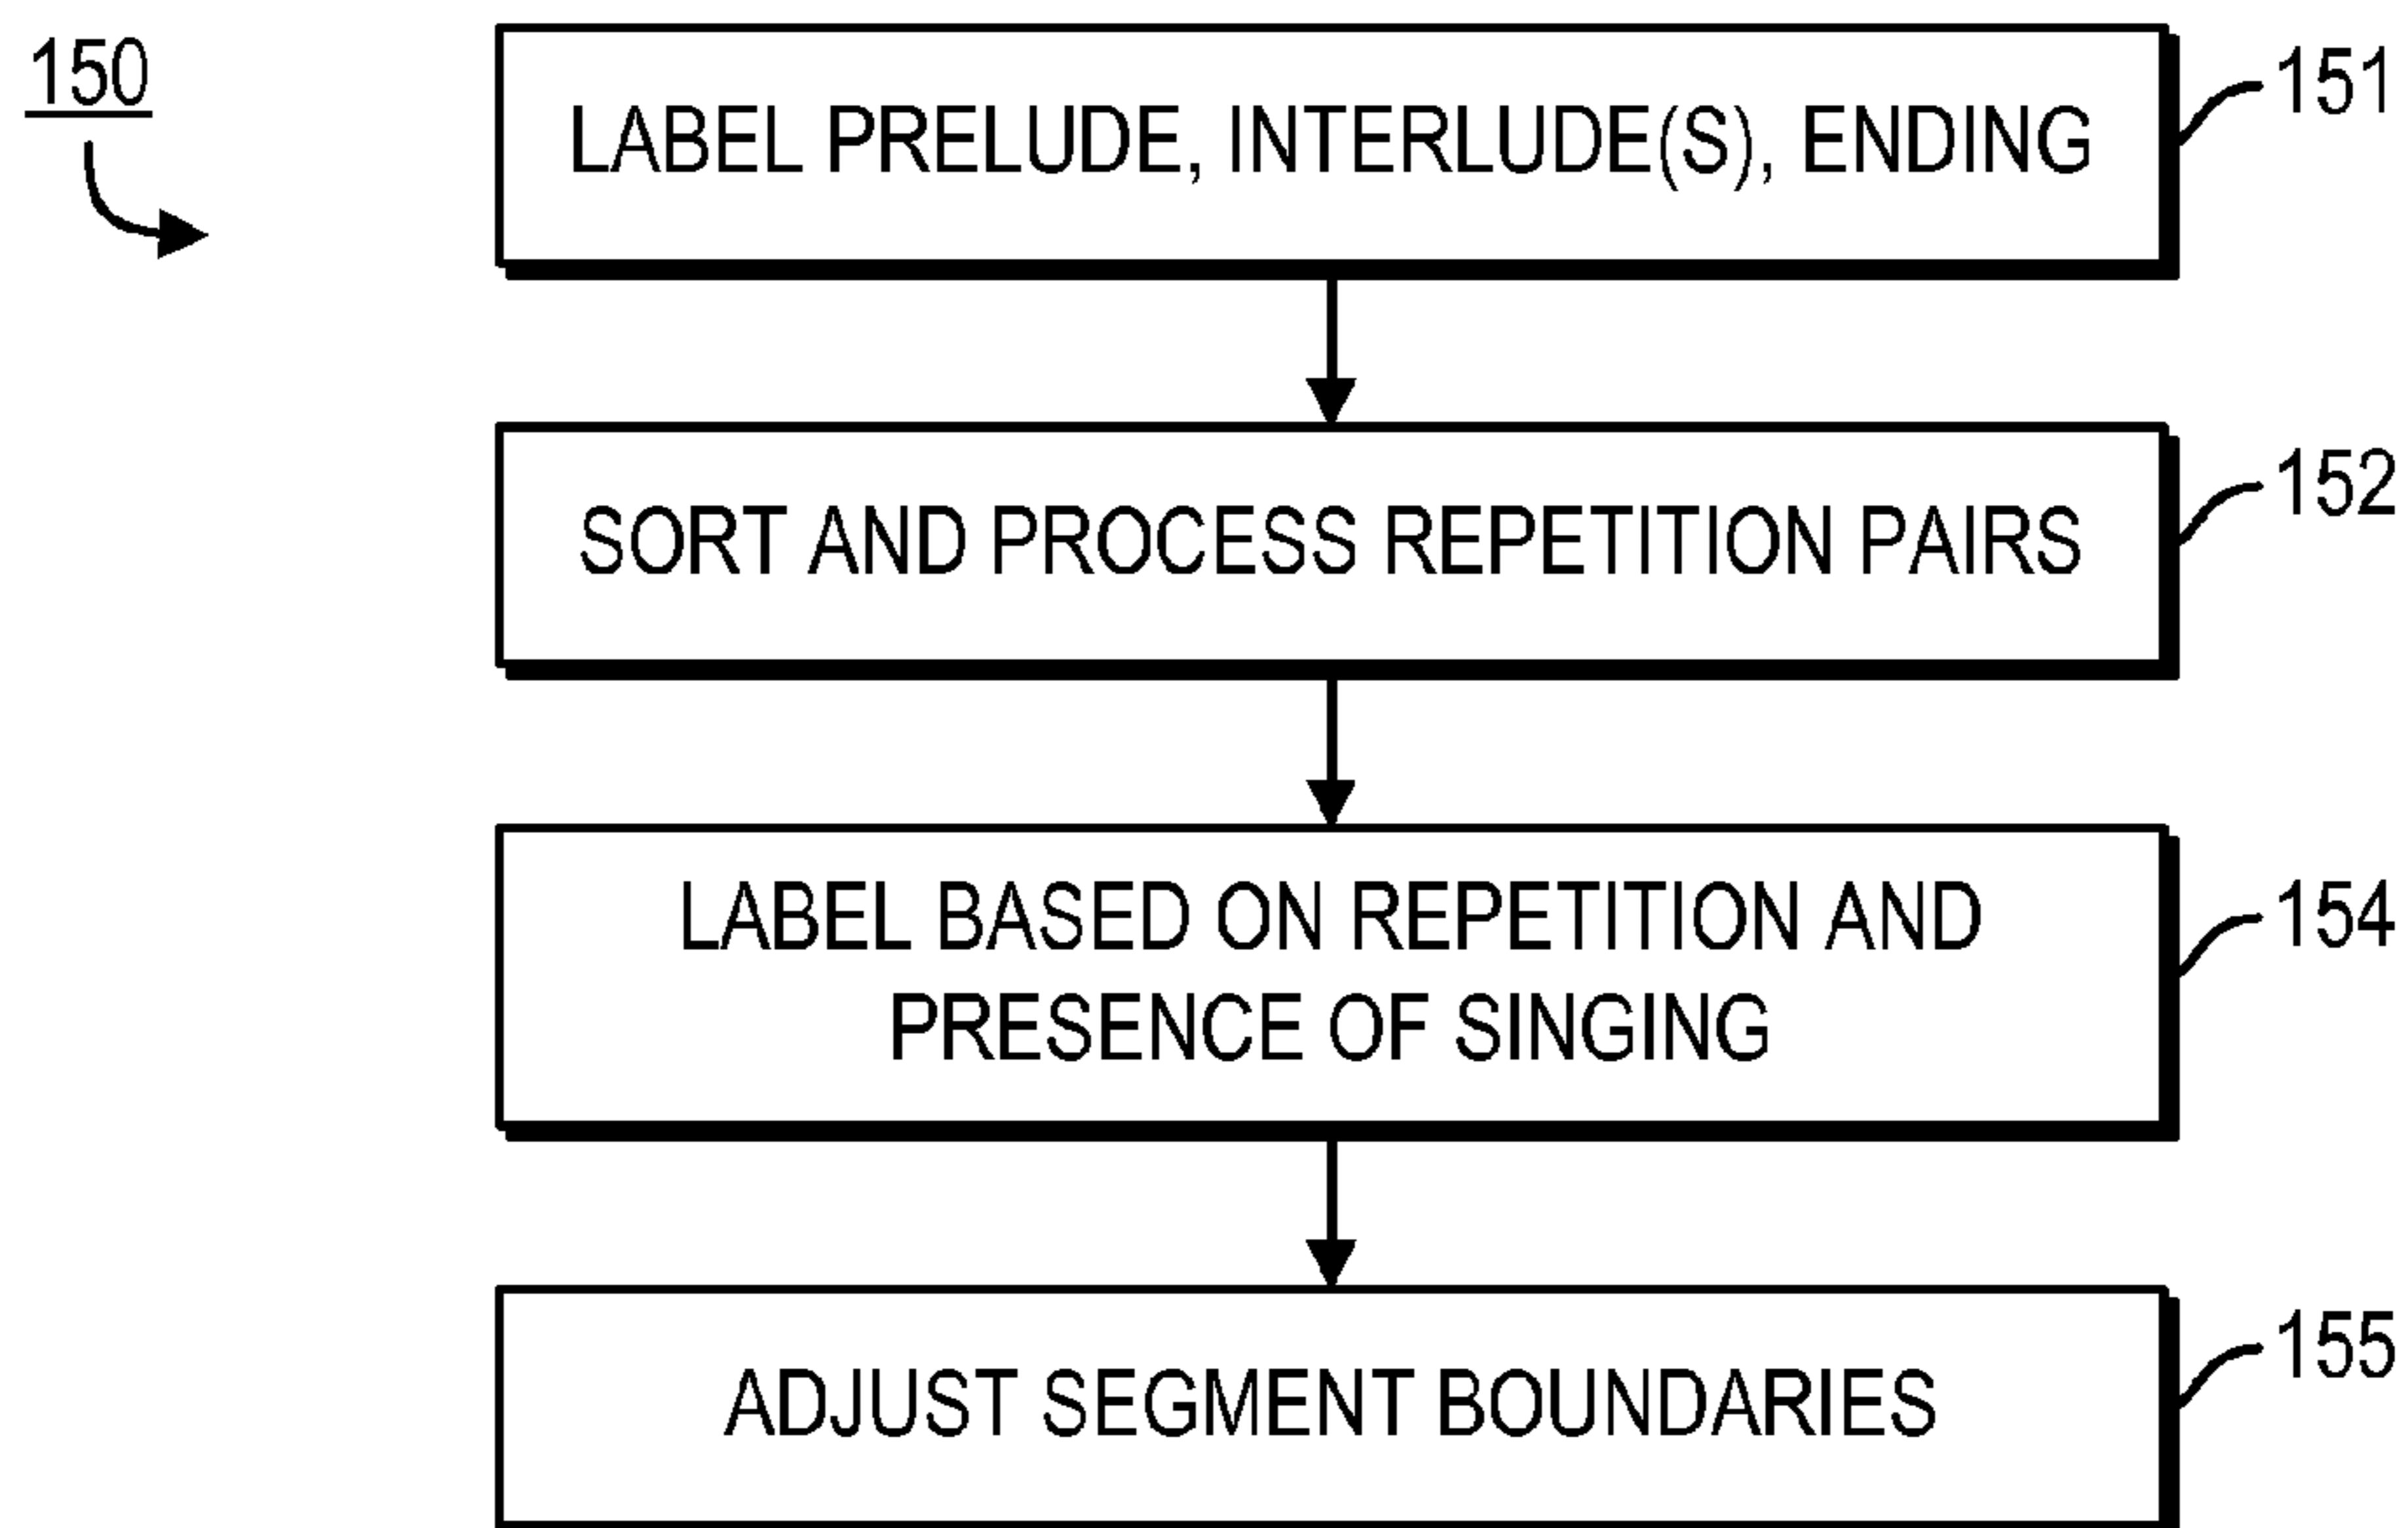 150
LABEL PRELUDE, INTERLUDE(S), ENDING
151
SORT AND PROCESS REPETITION PAIRS
152
LABEL BASED ON REPETITION AND
PRESENCE OF SINGING
154
ADJUST SEGMENT BOUNDARIES
155